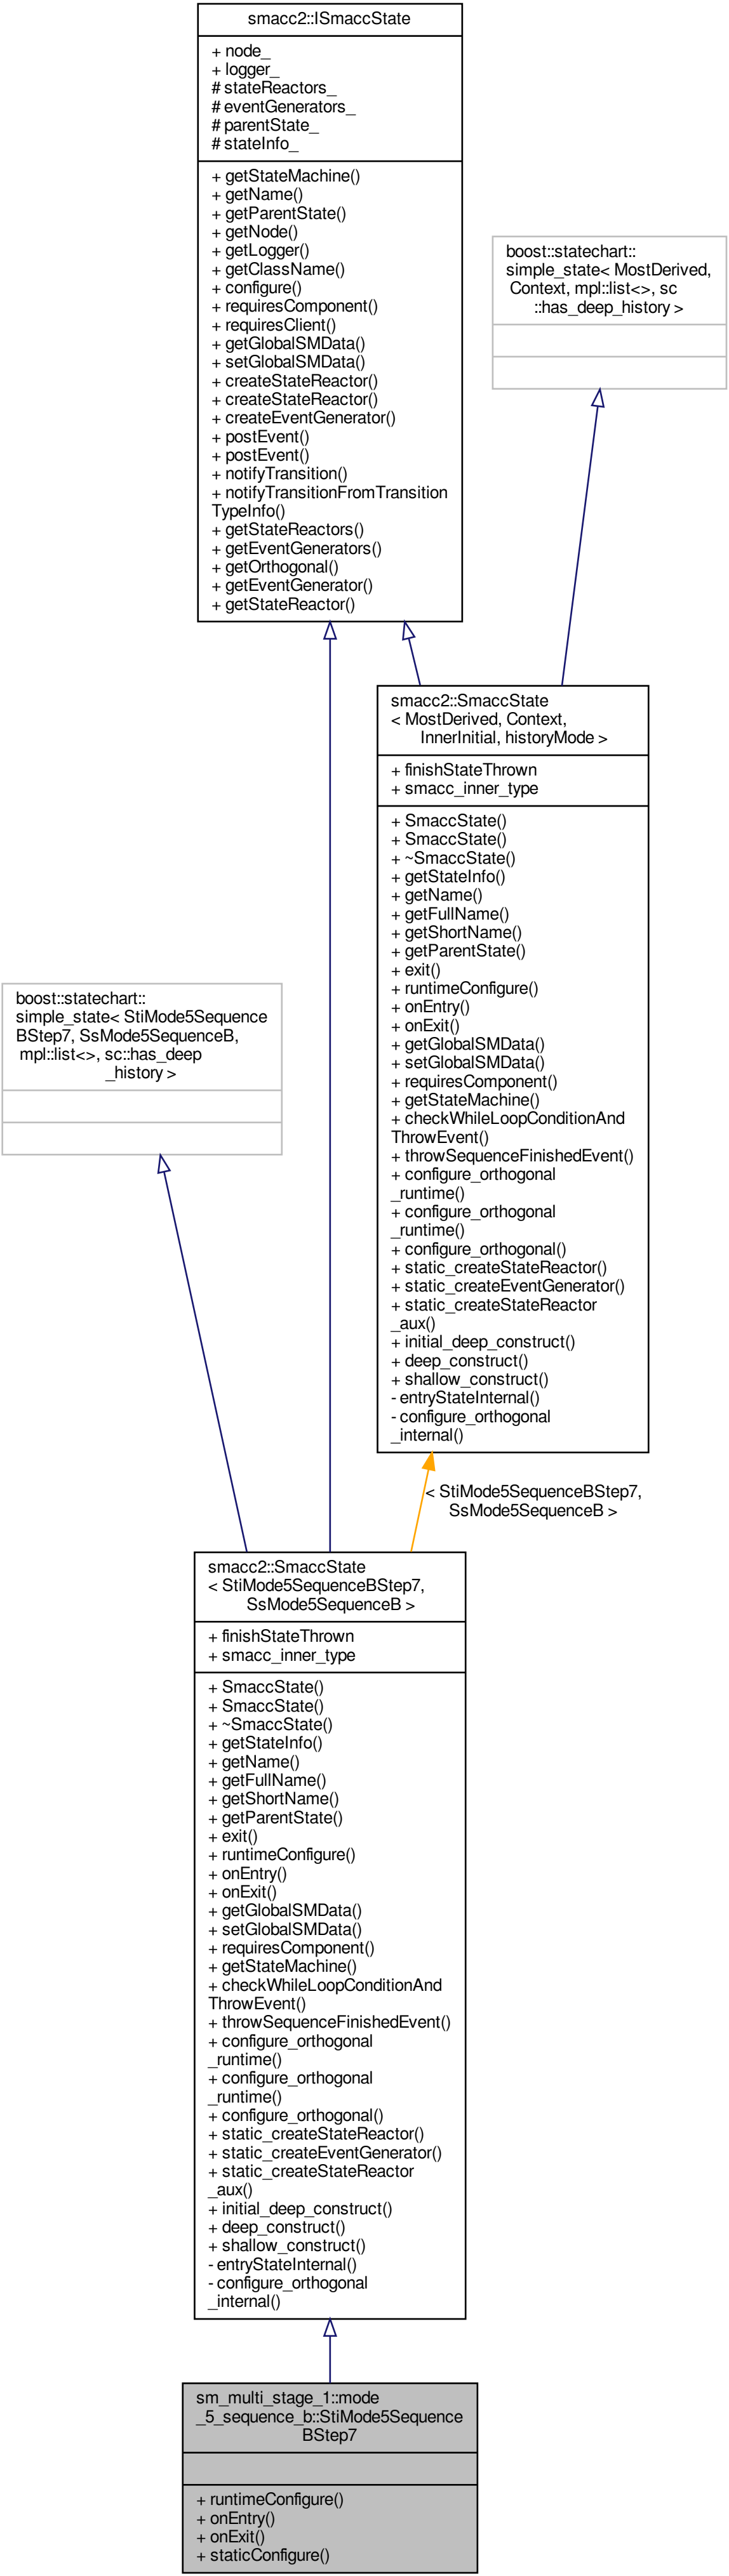 smacc2::ISmaccState
+ node_
+ logger_
# stateReactors_
# eventGenerators_
# parentState_
# stateInfo_
+ getStateMachine()
+ getName()
+ getParentState()
+ getNode()
+ getLogger()
+ getClassName()
+ configure()
+ requiresComponent()
+ requiresClient()
+ getGlobalSMData()
+ setGlobalSMData()
+ createStateReactor()
+ createStateReactor()
+ createEventGenerator()
+ postEvent()
+ postEvent()
+ notifyTransition()
+ notifyTransitionFromTransition
TypeInfo()
+ getStateReactors()
+ getEventGenerators()
+ getOrthogonal()
+ getEventGenerator()
+ getStateReactor()
boost::statechart::
simple_state< MostDerived,
Context, mpl::list<>, sc
::has_deep_history >
smacc2::SmaccState
< MostDerived, Context,
InnerInitial, historyMode >
+ finishStateThrown
+ smacc_inner_type
+ SmaccState()
+ SmaccState()
+ ~SmaccState()
+ getStateInfo()
+ getName()
+ getFullName()
+ getShortName()
+ getParentState()
+ exit()
+ runtimeConfigure()
+ onEntry()
+ onExit()
+ getGlobalSMData()
+ setGlobalSMData()
+ requiresComponent()
+ getStateMachine()
+ checkWhileLoopConditionAnd
ThrowEvent()
+ throwSequenceFinishedEvent()
+ configure_orthogonal
_runtime()
+ configure_orthogonal
_runtime()
+ configure_orthogonal()
+ static_createStateReactor()
+ static_createEventGenerator()
+ static_createStateReactor
_aux()
+ initial_deep_construct()
+ deep_construct()
+ shallow_construct()
- entryStateInternal()
- configure_orthogonal
_internal()
boost::statechart::
simple_state< StiMode5Sequence
BStep7, SsMode5SequenceB,
mpl::list<>, sc::has_deep
_history >
< StiMode5SequenceBStep7,
SsMode5SequenceB >
smacc2::SmaccState
< StiMode5SequenceBStep7,
SsMode5SequenceB >
+ finishStateThrown
+ smacc_inner_type
+ SmaccState()
+ SmaccState()
+ ~SmaccState()
+ getStateInfo()
+ getName()
+ getFullName()
+ getShortName()
+ getParentState()
+ exit()
+ runtimeConfigure()
+ onEntry()
+ onExit()
+ getGlobalSMData()
+ setGlobalSMData()
+ requiresComponent()
+ getStateMachine()
+ checkWhileLoopConditionAnd
ThrowEvent()
+ throwSequenceFinishedEvent()
+ configure_orthogonal
_runtime()
+ configure_orthogonal
_runtime()
+ configure_orthogonal()
+ static_createStateReactor()
+ static_createEventGenerator()
+ static_createStateReactor
_aux()
+ initial_deep_construct()
+ deep_construct()
+ shallow_construct()
- entryStateInternal()
- configure_orthogonal
_internal()
sm_multi_stage_1::mode
_5_sequence_b::StiMode5Sequence
BStep7
+ runtimeConfigure()
+ onEntry()
+ onExit()
+ staticConfigure()